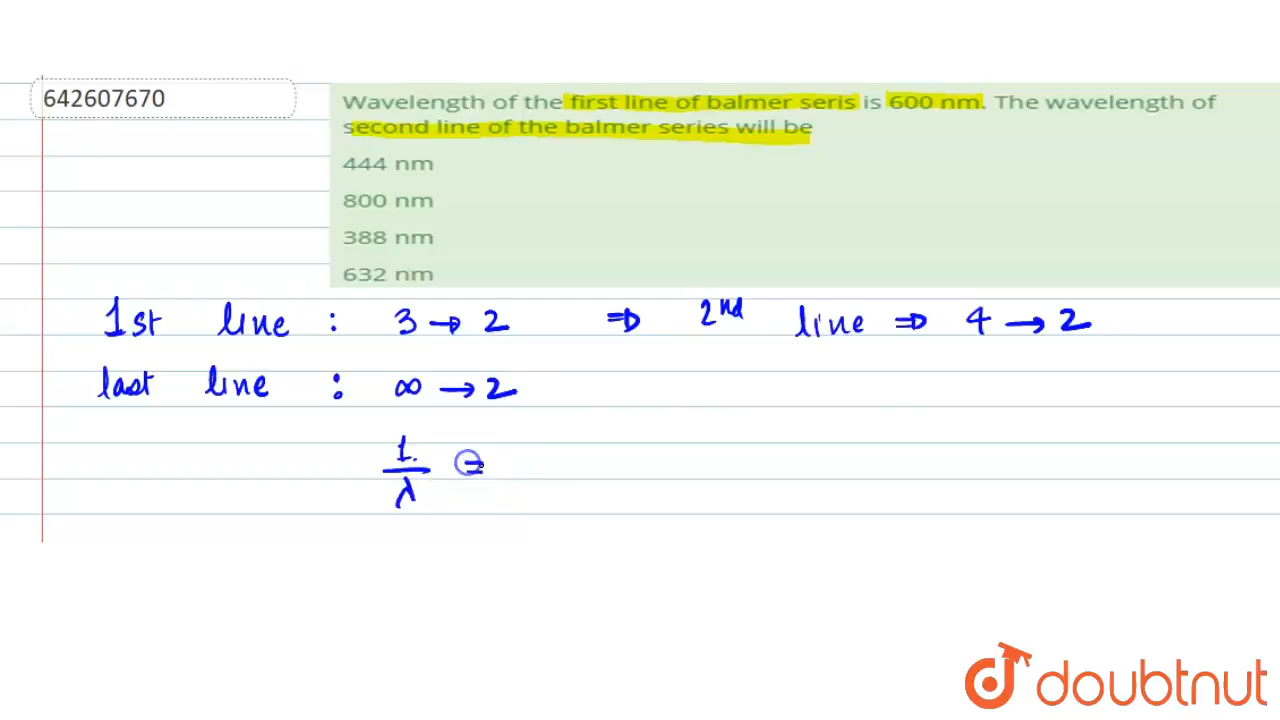 642607670
Wavelength of the first line of balmer seris is 600 nm. The wavelength of
second line of the balmer series will be
444 nm
800 nm
388 nm
632 nm
1st line : 3 → 2 ⇒ 2nd line ⇒ 4 → 2
last line : ∞ → 2
1/λ =
doubtnut